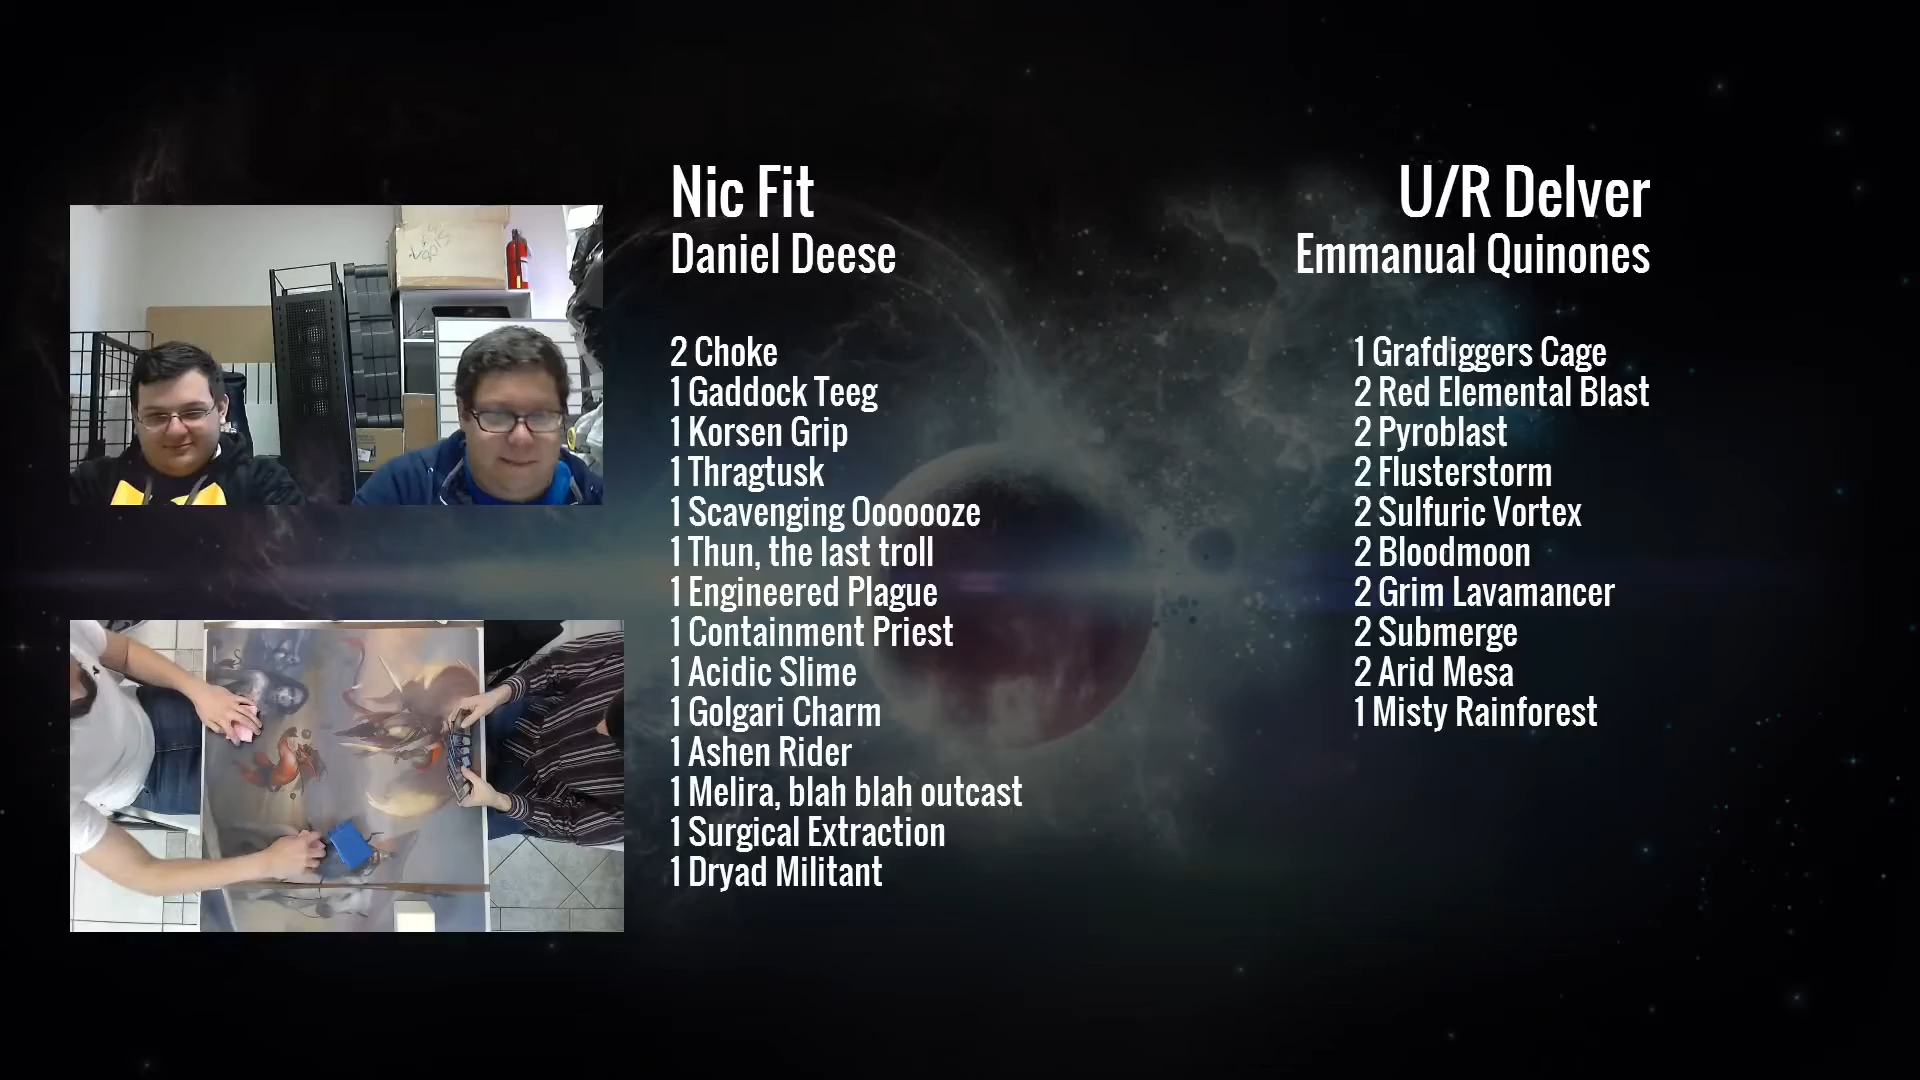 Nic Fit
Daniel Deese
2 Choke
1 Gaddock Teeg
1 Korsen Grip
1 Thragtusk
1 Scavenging Ooooooze
1 Thun, the last troll
1 Engineered Plague
1 Containment Priest
1 Acidic Slime
1 Golgari Charm
1 Ashen Rider
1 Melira, blah blah outcast
1 Surgical Extraction
1 Dryad Militant
U/R Delver
Emmanual Quinones
1 Grafdiggers Cage
2 Red Elemental Blast
2 Pyroblast
2 Flusterstorm
2 Sulfuric Vortex
2 Bloodmoon
2 Grim Lavamancer
2 Submerge
2 Arid Mesa
1 Misty Rainforest